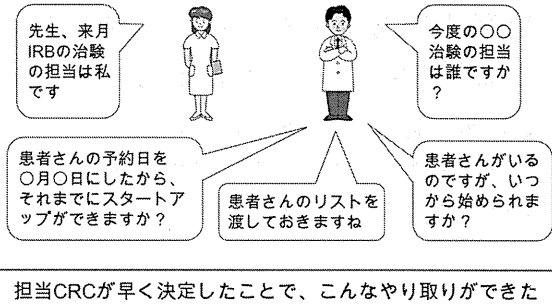 先生、来月
IRBの治験
の担当は私
です
今度の〇〇
治験の担当
は誰ですか
？
患者さんの予約日を
〇月〇日にしたから、
それまでにスタートア
ップができますか？
患者さんのリストを
渡しておきますね
患者さんがいる
のですが、いつ
から始められま
すか？
担当CRCが早く決定したことで、こんなやり取りができた